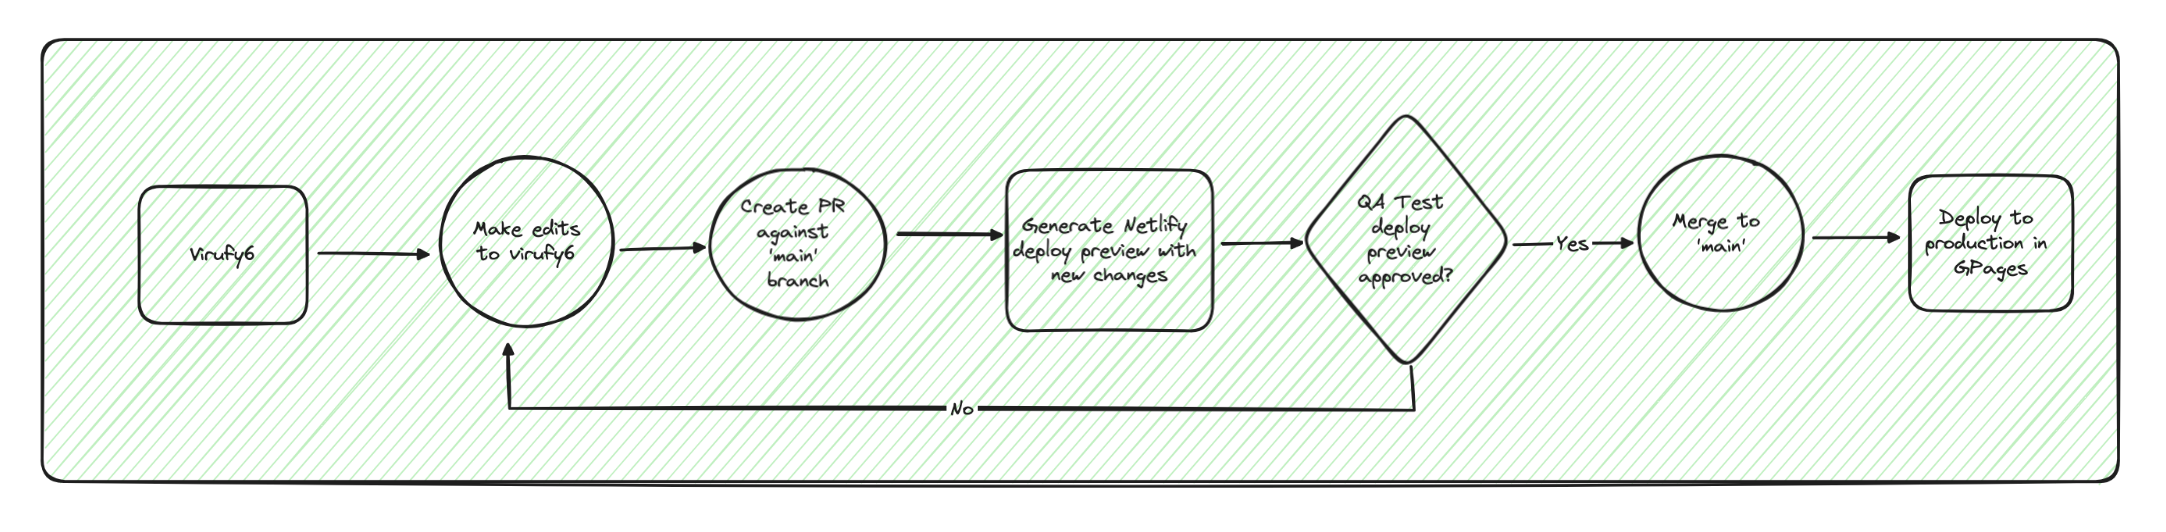 Virufy6
Make edits
to virufy6
Create PR
against
'main'
branch
Generate Netlify
deploy preview with
new changes
QA Test
deploy
preview
approved?
Yes
Merge to
'main'
Deploy to
production in
GPages
No